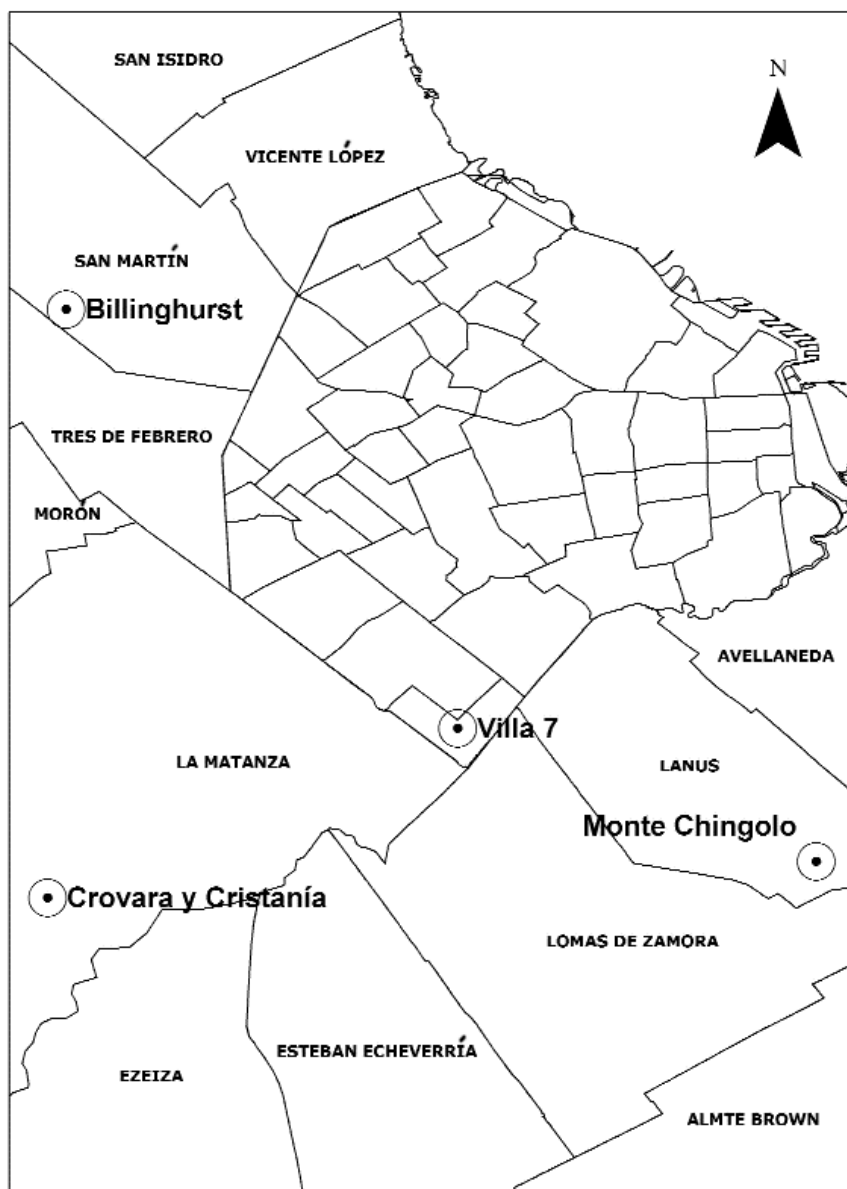 SAN ISIDRO
N
VICENTE LÓPEZ
SAN MARTÍN
Billinghurst
TRES DE FEBRERO
MORÓN
AVELLANEDA
Villa 7
LA MATANZA
LANUS
Monte Chingolo
Crovara y Cristanía
LOMAS DE ZAMORA
ESTEBAN ECHEVERRÍA
EZEIZA
ALMTE BROWN